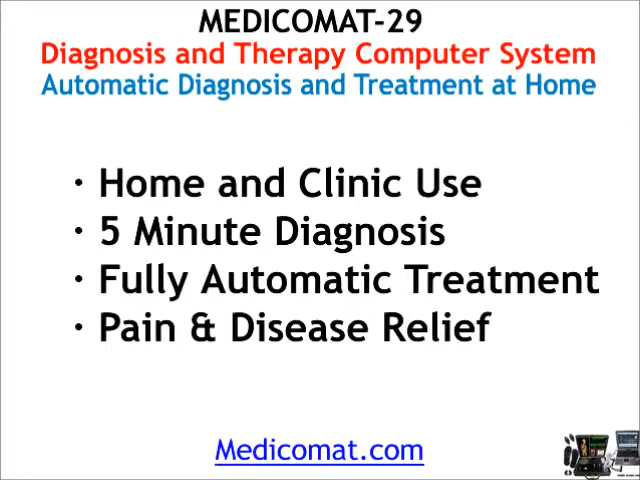 MEDICOMAT-29
Diagnosis and Therapy Computer System
Automatic Diagnosis and Treatment at Home
· Home and Clinic Use
· 5 Minute Diagnosis
· Fully Automatic Treatment
· Pain & Disease Relief
Medicomat.com